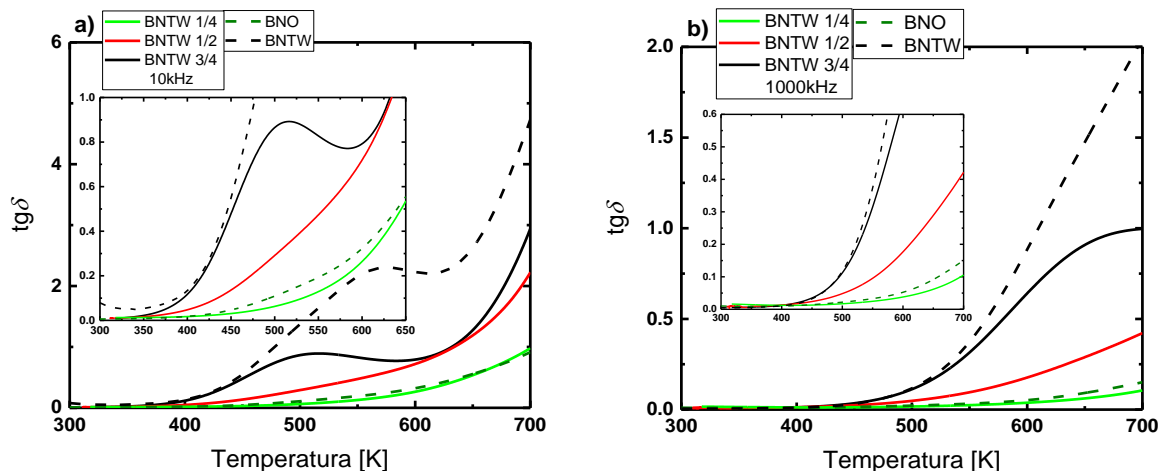 a)
BNTW 1/4
BNTW 1/2
BNTW 3/4
10kHz
BNO
BNTW
6
4
2
0
tgδ
1.0
0.8
0.6
0.4
0.2
0.0
300 350 400 450 500 550 600 650
300 400 500 600 700
Temperatura [K]
b)
BNTW 1/4
BNTW 1/2
BNTW 3/4
1000kHz
BNO
BNTW
2.0
1.5
1.0
0.5
0.0
tgδ
0.6
0.5
0.4
0.3
0.2
0.1
0.0
300 400 500 600 700
300 400 500 600 700
Temperatura [K]